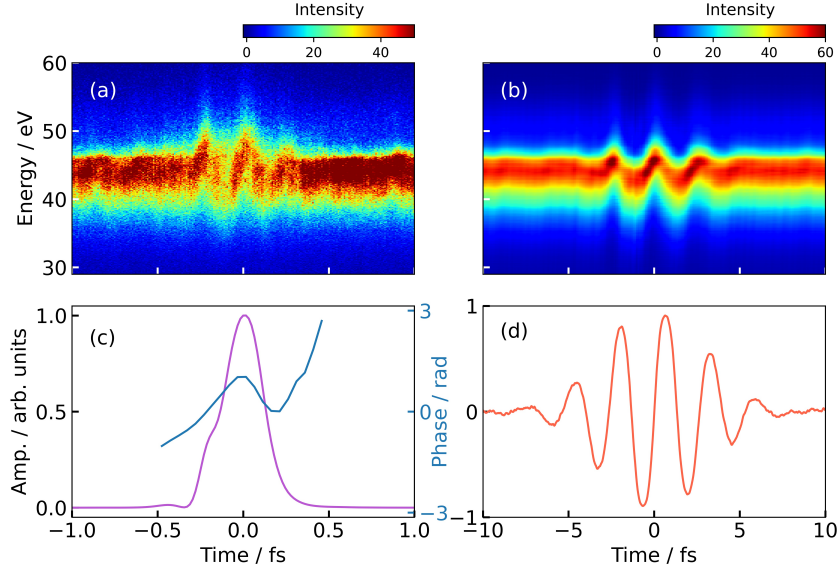 Intensity
Intensity
0 20 40
0 20 40 60
60
50
40
30
Energy / eV
(a)
(b)
1.0
0.5
0.0
Amp. / arb. units
(c)
3
0
−3
Phase / rad
1
0
−1
(d)
−1.0 −0.5 0.0 0.5 1.0
−10 −5 0 5 10
Time / fs
Time / fs